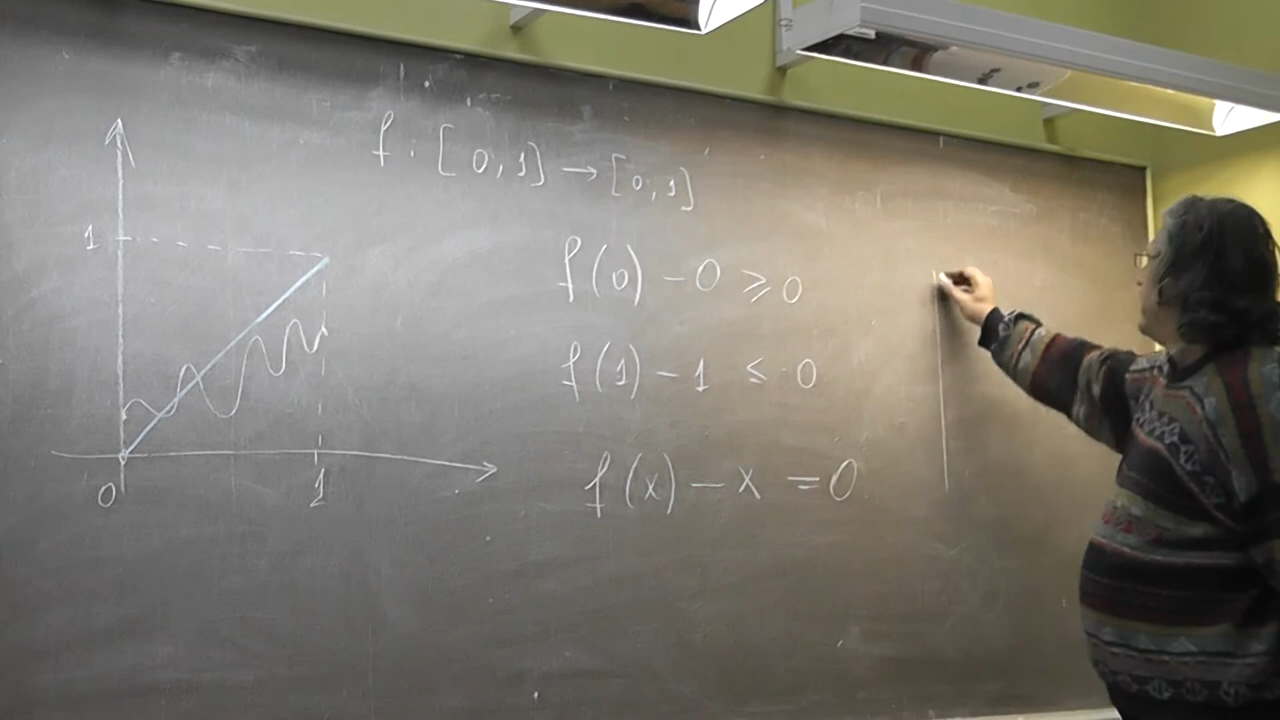 f : [0,1] → [0,1]
1
f(0) - 0 ⩾ 0
f(1) - 1 ≤ 0
f(x) - x = 0
0 1